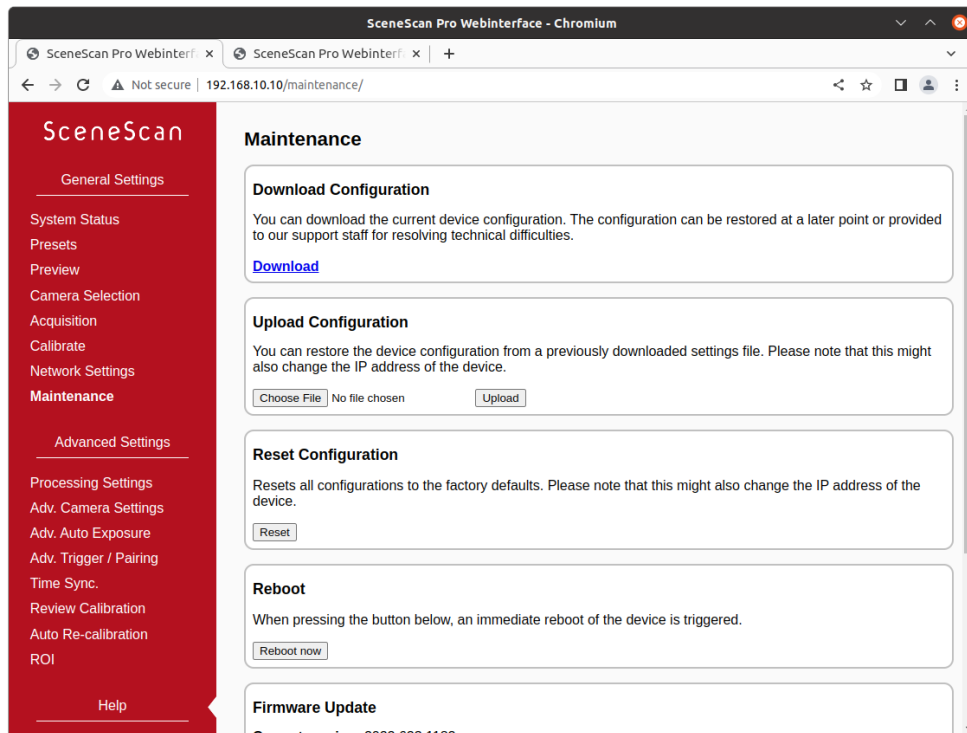 SceneScan Pro Webinterface - Chromium
SceneScan Pro Webinterf
SceneScan Pro Webinterf
Not secure
192.168.10.10/maintenance/
SceneScan
General Settings
System Status
Presets
Preview
Camera Selection
Acquisition
Calibrate
Network Settings
Maintenance
Advanced Settings
Processing Settings
Adv. Camera Settings
Adv. Auto Exposure
Adv. Trigger / Pairing
Time Sync.
Review Calibration
Auto Re-calibration
ROI
Help
Maintenance
Download Configuration
You can download the current device configuration. The configuration can be restored at a later point or provided
to our support staff for resolving technical difficulties.
Download
Upload Configuration
You can restore the device configuration from a previously downloaded settings file. Please note that this might
also change the IP address of the device.
Choose File No file chosen Upload
Reset Configuration
Resets all configurations to the factory defaults. Please note that this might also change the IP address of the
device.
Reset
Reboot
When pressing the button below, an immediate reboot of the device is triggered.
Reboot now
Firmware Update